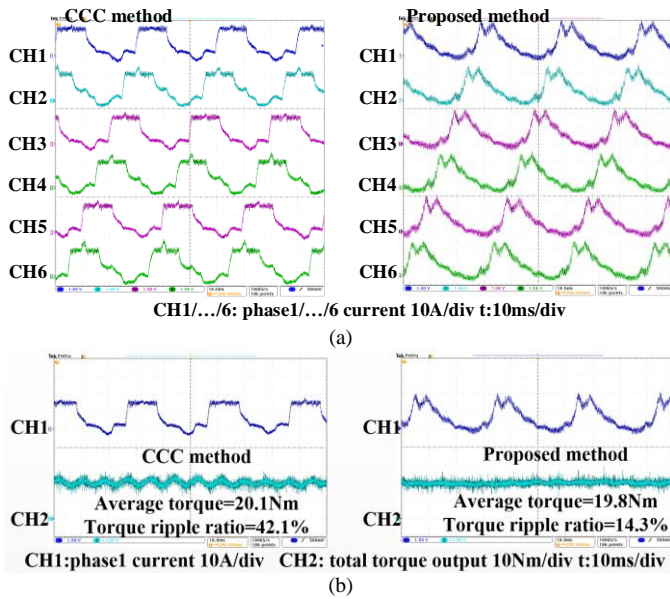 CCC method
Proposed method
CH1
CH2
CH3
CH4
CH5
CH6
CH1
CH2
CH3
CH4
CH5
CH6
CH1/…/6: phase1/…/6 current 10A/div t:10ms/div
(a)
CH1
CCC method
Average torque=20.1Nm
CH2
Torque ripple ratio=42.1%
CH1
Proposed method
Average torque=19.8Nm
CH2
Torque ripple ratio=14.3%
CH1:phase1 current 10A/div CH2: total torque output 10Nm/div t:10ms/div
(b)